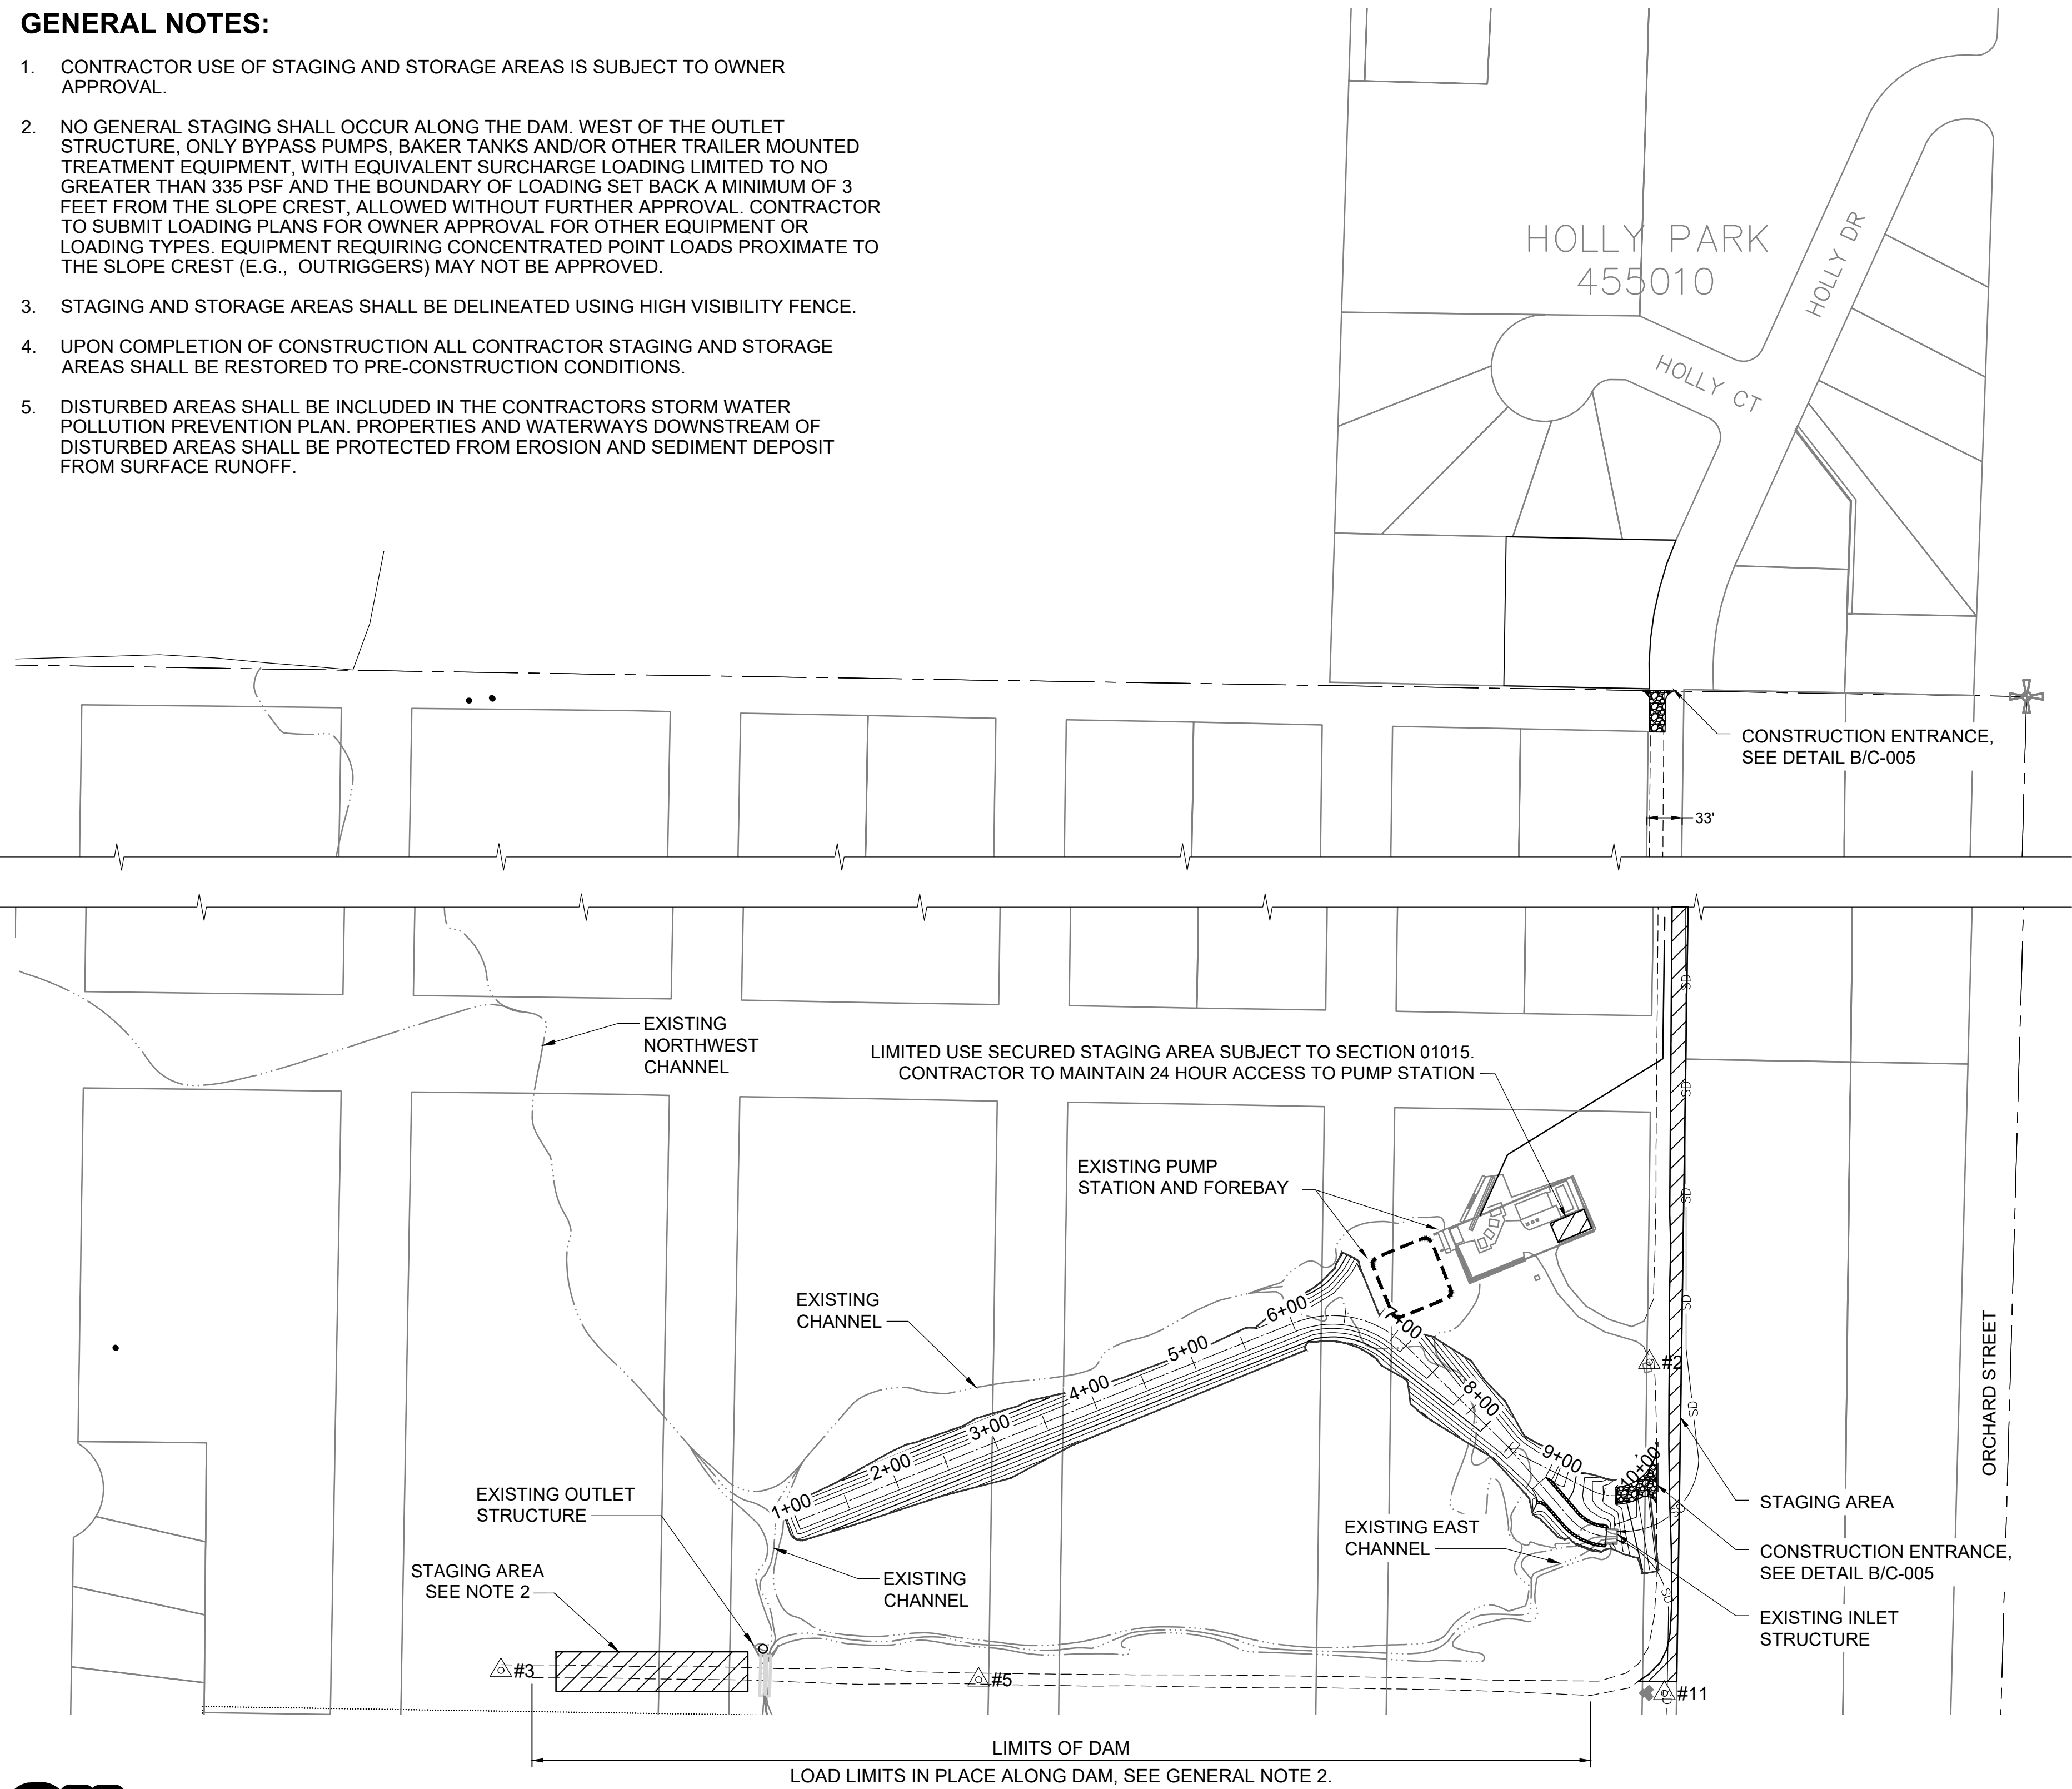 GENERAL NOTES:
1. CONTRACTOR USE OF STAGING AND STORAGE AREAS IS SUBJECT TO OWNER
APPROVAL.
2. NO GENERAL STAGING SHALL OCCUR ALONG THE DAM. WEST OF THE OUTLET
STRUCTURE, ONLY BYPASS PUMPS, BAKER TANKS AND/OR OTHER TRAILER MOUNTED
TREATMENT EQUIPMENT, WITH EQUIVALENT SURCHARGE LOADING LIMITED TO NO
GREATER THAN 335 PSF AND THE BOUNDARY OF LOADING SET BACK A MINIMUM OF 3
FEET FROM THE SLOPE CREST, ALLOWED WITHOUT FURTHER APPROVAL. CONTRACTOR
TO SUBMIT LOADING PLANS FOR OWNER APPROVAL FOR OTHER EQUIPMENT OR
LOADING TYPES. EQUIPMENT REQUIRING CONCENTRATED POINT LOADS PROXIMATE TO
THE SLOPE CREST (E.G., OUTRIGGERS) MAY NOT BE APPROVED.
3. STAGING AND STORAGE AREAS SHALL BE DELINEATED USING HIGH VISIBILITY FENCE.
4. UPON COMPLETION OF CONSTRUCTION ALL CONTRACTOR STAGING AND STORAGE
AREAS SHALL BE RESTORED TO PRE-CONSTRUCTION CONDITIONS.
5. DISTURBED AREAS SHALL BE INCLUDED IN THE CONTRACTORS STORM WATER
POLLUTION PREVENTION PLAN. PROPERTIES AND WATERWAYS DOWNSTREAM OF
DISTURBED AREAS SHALL BE PROTECTED FROM EROSION AND SEDIMENT DEPOSIT
FROM SURFACE RUNOFF.
HOLLY PARK
455010
HOLLY DR
HOLLY CT
CONSTRUCTION ENTRANCE,
SEE DETAIL B/C-005
33'
SD
EXISTING
NORTHWEST
CHANNEL
LIMITED USE SECURED STAGING AREA SUBJECT TO SECTION 01015.
CONTRACTOR TO MAINTAIN 24 HOUR ACCESS TO PUMP STATION
SD
EXISTING PUMP
STATION AND FOREBAY
SD
EXISTING
CHANNEL
SD
6+00
7+00
5+00
4+00
3+00
2+00
1+00
8+00
9+00
10+00
#2
SD
ORCHARD STREET
EXISTING OUTLET
STRUCTURE
STAGING AREA
SEE NOTE 2
EXISTING
CHANNEL
EXISTING EAST
CHANNEL
STAGING AREA
SD
CONSTRUCTION ENTRANCE,
SEE DETAIL B/C-005
SD
EXISTING INLET
STRUCTURE
#3
#5
#11
SD
LIMITS OF DAM
LOAD LIMITS IN PLACE ALONG DAM, SEE GENERAL NOTE 2.